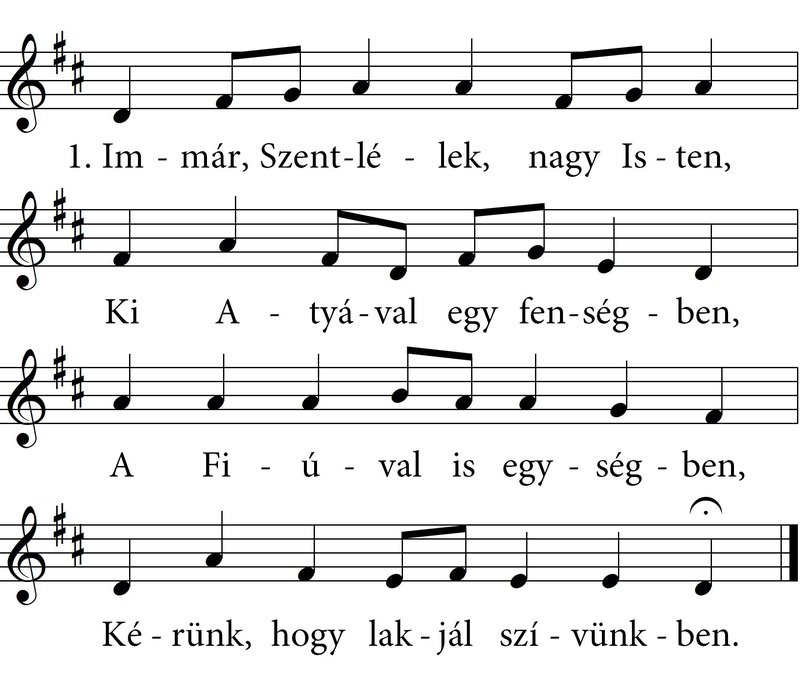 1. Im - már, Szent-lé - lek, nagy Is - ten,
Ki A - tyá-val egy fen-ség - ben,
A Fi - ú - val is egy - ség - ben,
Ké - rünk, hogy lak - jál szí - vünk - ben.